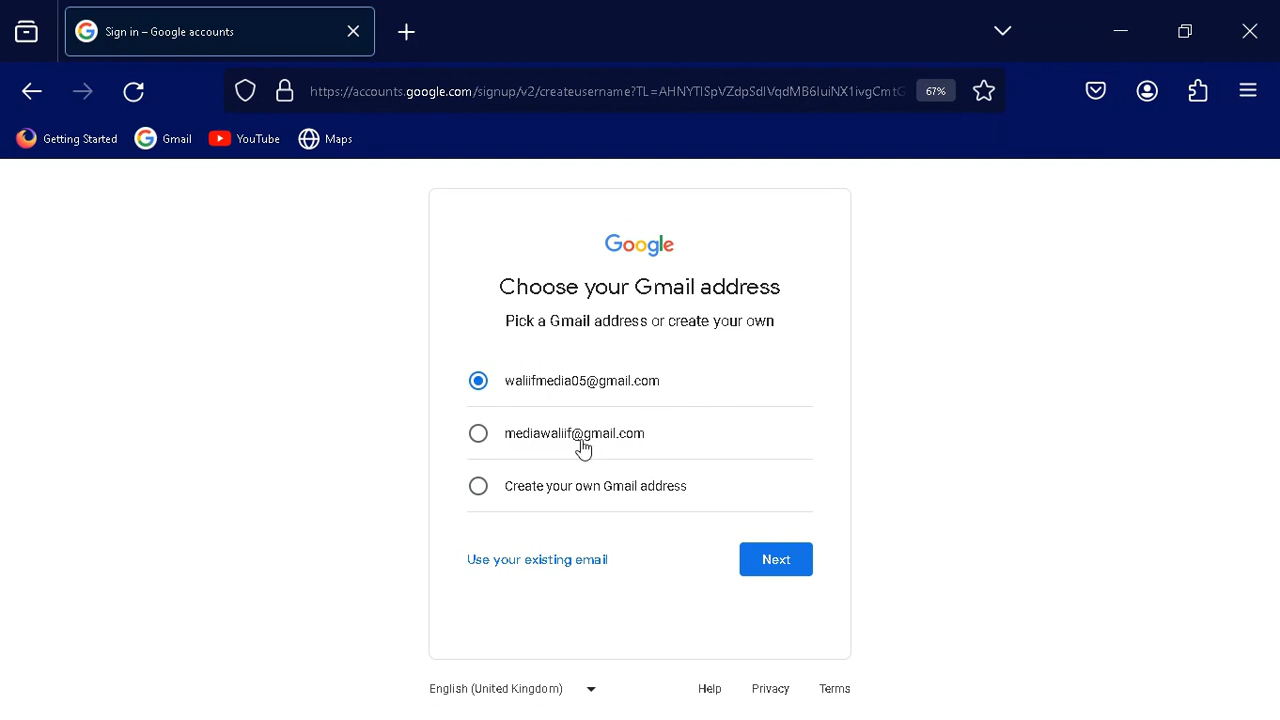 Sign in – Google accounts
https://accounts.google.com/signup/v2/createusername?TL=
67%
Getting Started
Gmail
YouTube
Maps
Google
Choose your Gmail address
Pick a Gmail address or create your own
waliifmedia05@gmail.com
mediawaliif@gmail.com
Create your own Gmail address
Use your existing email
Next
English (United Kingdom)
Help
Privacy
Terms